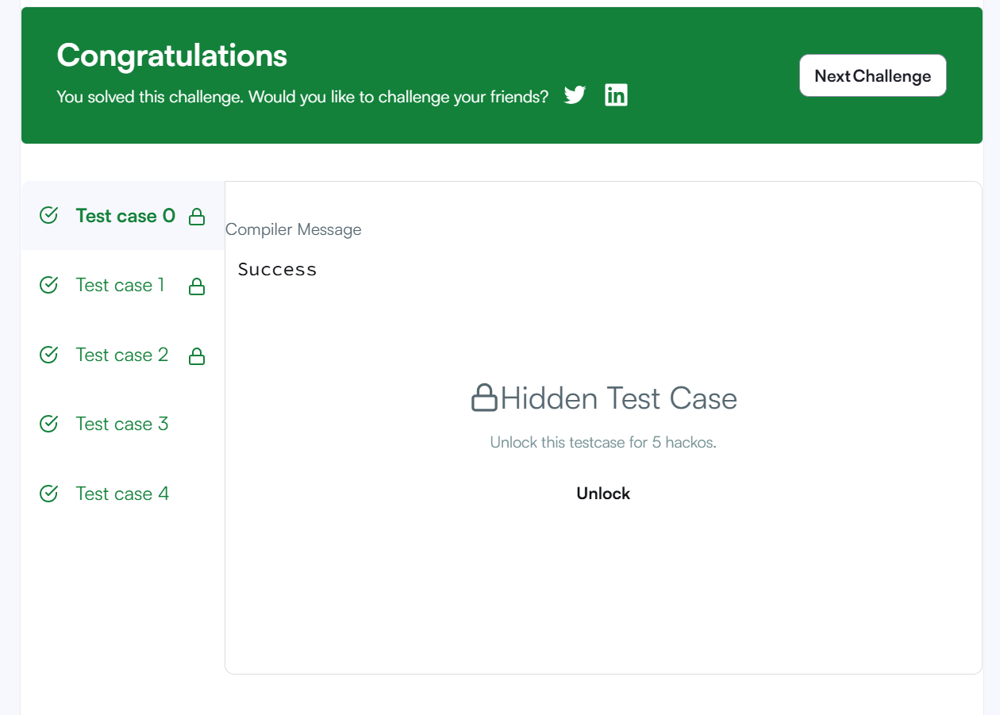 Congratulations
You solved this challenge. Would you like to challenge your friends?
Next Challenge
Test case 0
Test case 1
Test case 2
Test case 3
Test case 4
Compiler Message
Success
Hidden Test Case
Unlock this testcase for 5 hackos.
Unlock